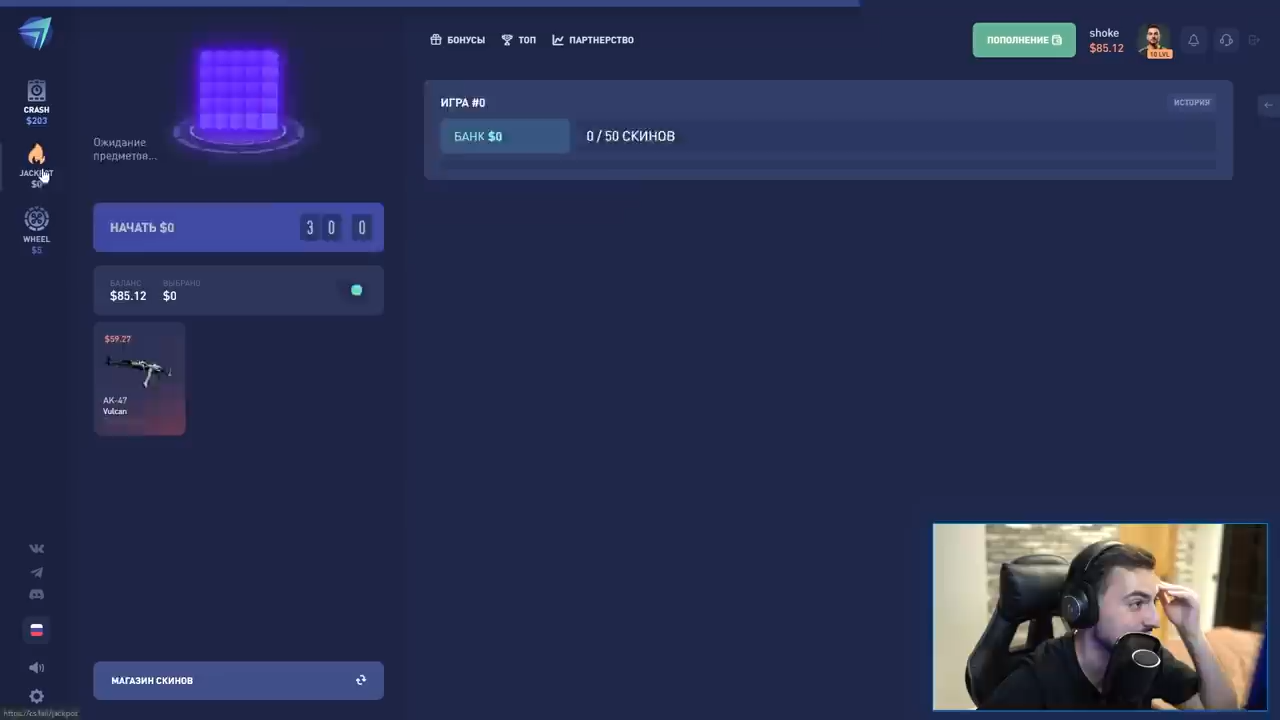 БОНУСЫ
ТОП
ПАРТНЕРСТВО
ПОПОЛНЕНИЕ
shoke
$85.12
10 LVL
CRASH
$203
JACKPOT
$0
WHEEL
$5
Ожидание
предметов...
НАЧАТЬ $0
3 0 0
БАЛАНС
ВЫБРАНО
$85.12
$0
$59.27
AK-47
Vulcan
МАГАЗИН СКИНОВ
ИГРА #0
ИСТОРИЯ
БАНК $0
0 / 50 СКИНОВ